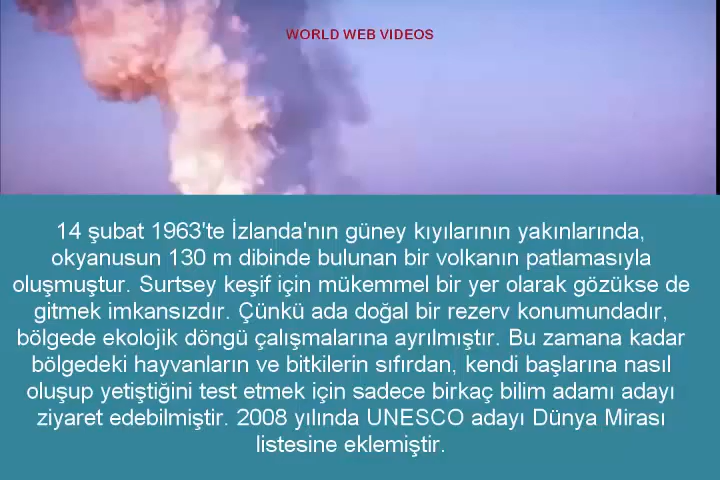 WORLD WEB VIDEOS
14 şubat 1963'te İzlanda'nın güney kıyılarının yakınlarında,
okyanusun 130 m dibinde bulunan bir volkanın patlamasıyla
oluşmuştur. Surtsey keşif için mükemmel bir yer olarak gözükse de
gitmek imkansızdır. Çünkü ada doğal bir rezerv konumundadır,
bölgede ekolojik döngü çalışmalarına ayrılmıştır. Bu zamana kadar
bölgedeki hayvanların ve bitkilerin sıfırdan, kendi başlarına nasıl
oluşup yetiştiğini test etmek için sadece birkaç bilim adamı adayı
ziyaret edebilmiştir. 2008 yılında UNESCO adayı Dünya Mirası
listesine eklemiştir.